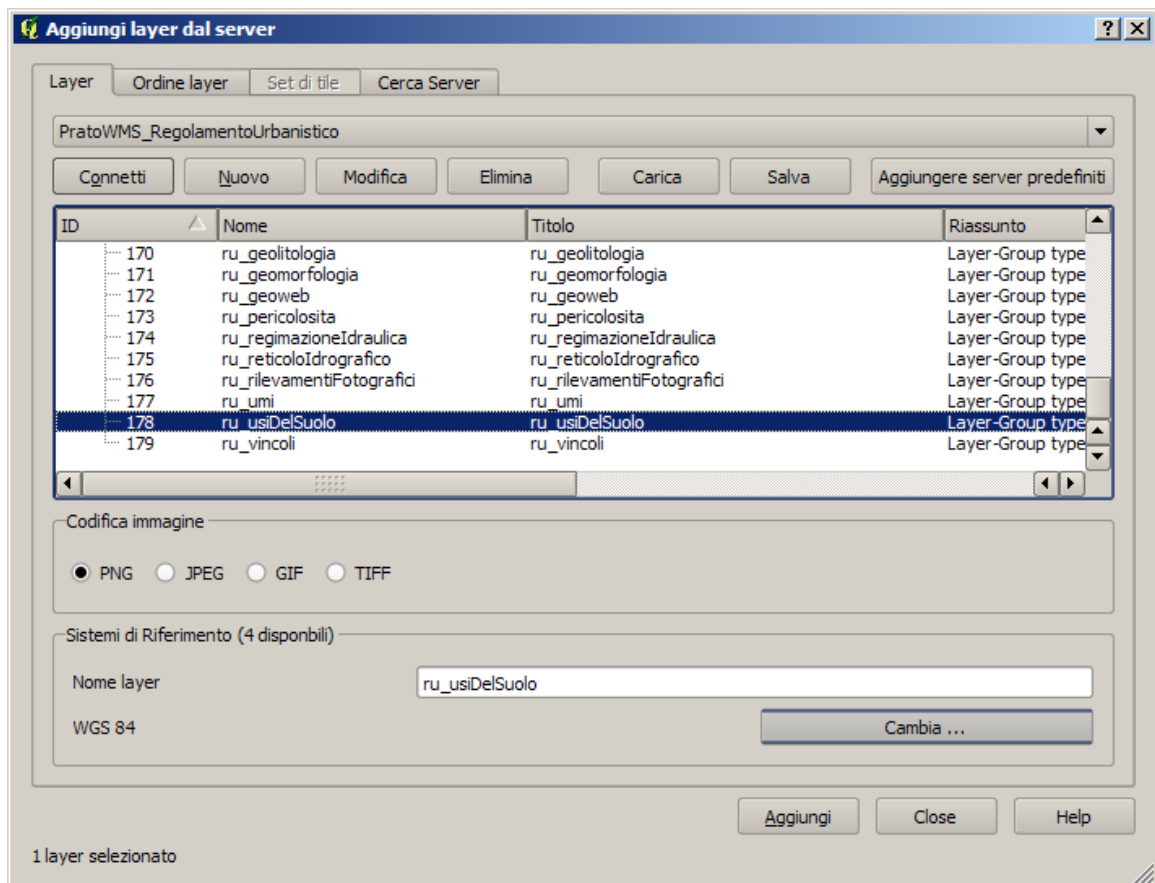 Aggiungi layer dal server
Layer Ordine layer Set di tile Cerca Server
PratoWMS_RegolamentoUrbanistico
Connetti Nuovo Modifica Elimina Carica Salva Aggiungere server predefiniti
ID Nome Titolo Riassunto
170 ru_geolitologia ru_geolitologia Layer-Group type
171 ru_geomorfologia ru_geomorfologia Layer-Group type
172 ru_geoweb ru_geoweb Layer-Group type
173 ru_pericolosita ru_pericolosita Layer-Group type
174 ru_regimazioneIdraulica ru_regimazioneIdraulica Layer-Group type
175 ru_reticoloIdrografico ru_reticoloIdrografico Layer-Group type
176 ru_rilevamentiFotografici ru_rilevamentiFotografici Layer-Group type
177 ru_umi ru_umi Layer-Group type
178 ru_usiDelSuolo ru_usiDelSuolo Layer-Group type
179 ru_vincoli ru_vincoli Layer-Group type
Codifica immagine
PNG JPEG GIF TIFF
Sistemi di Riferimento (4 disponbili)
Nome layer ru_usiDelSuolo
WGS 84 Cambia ...
Aggiungi Close Help
1 layer selezionato